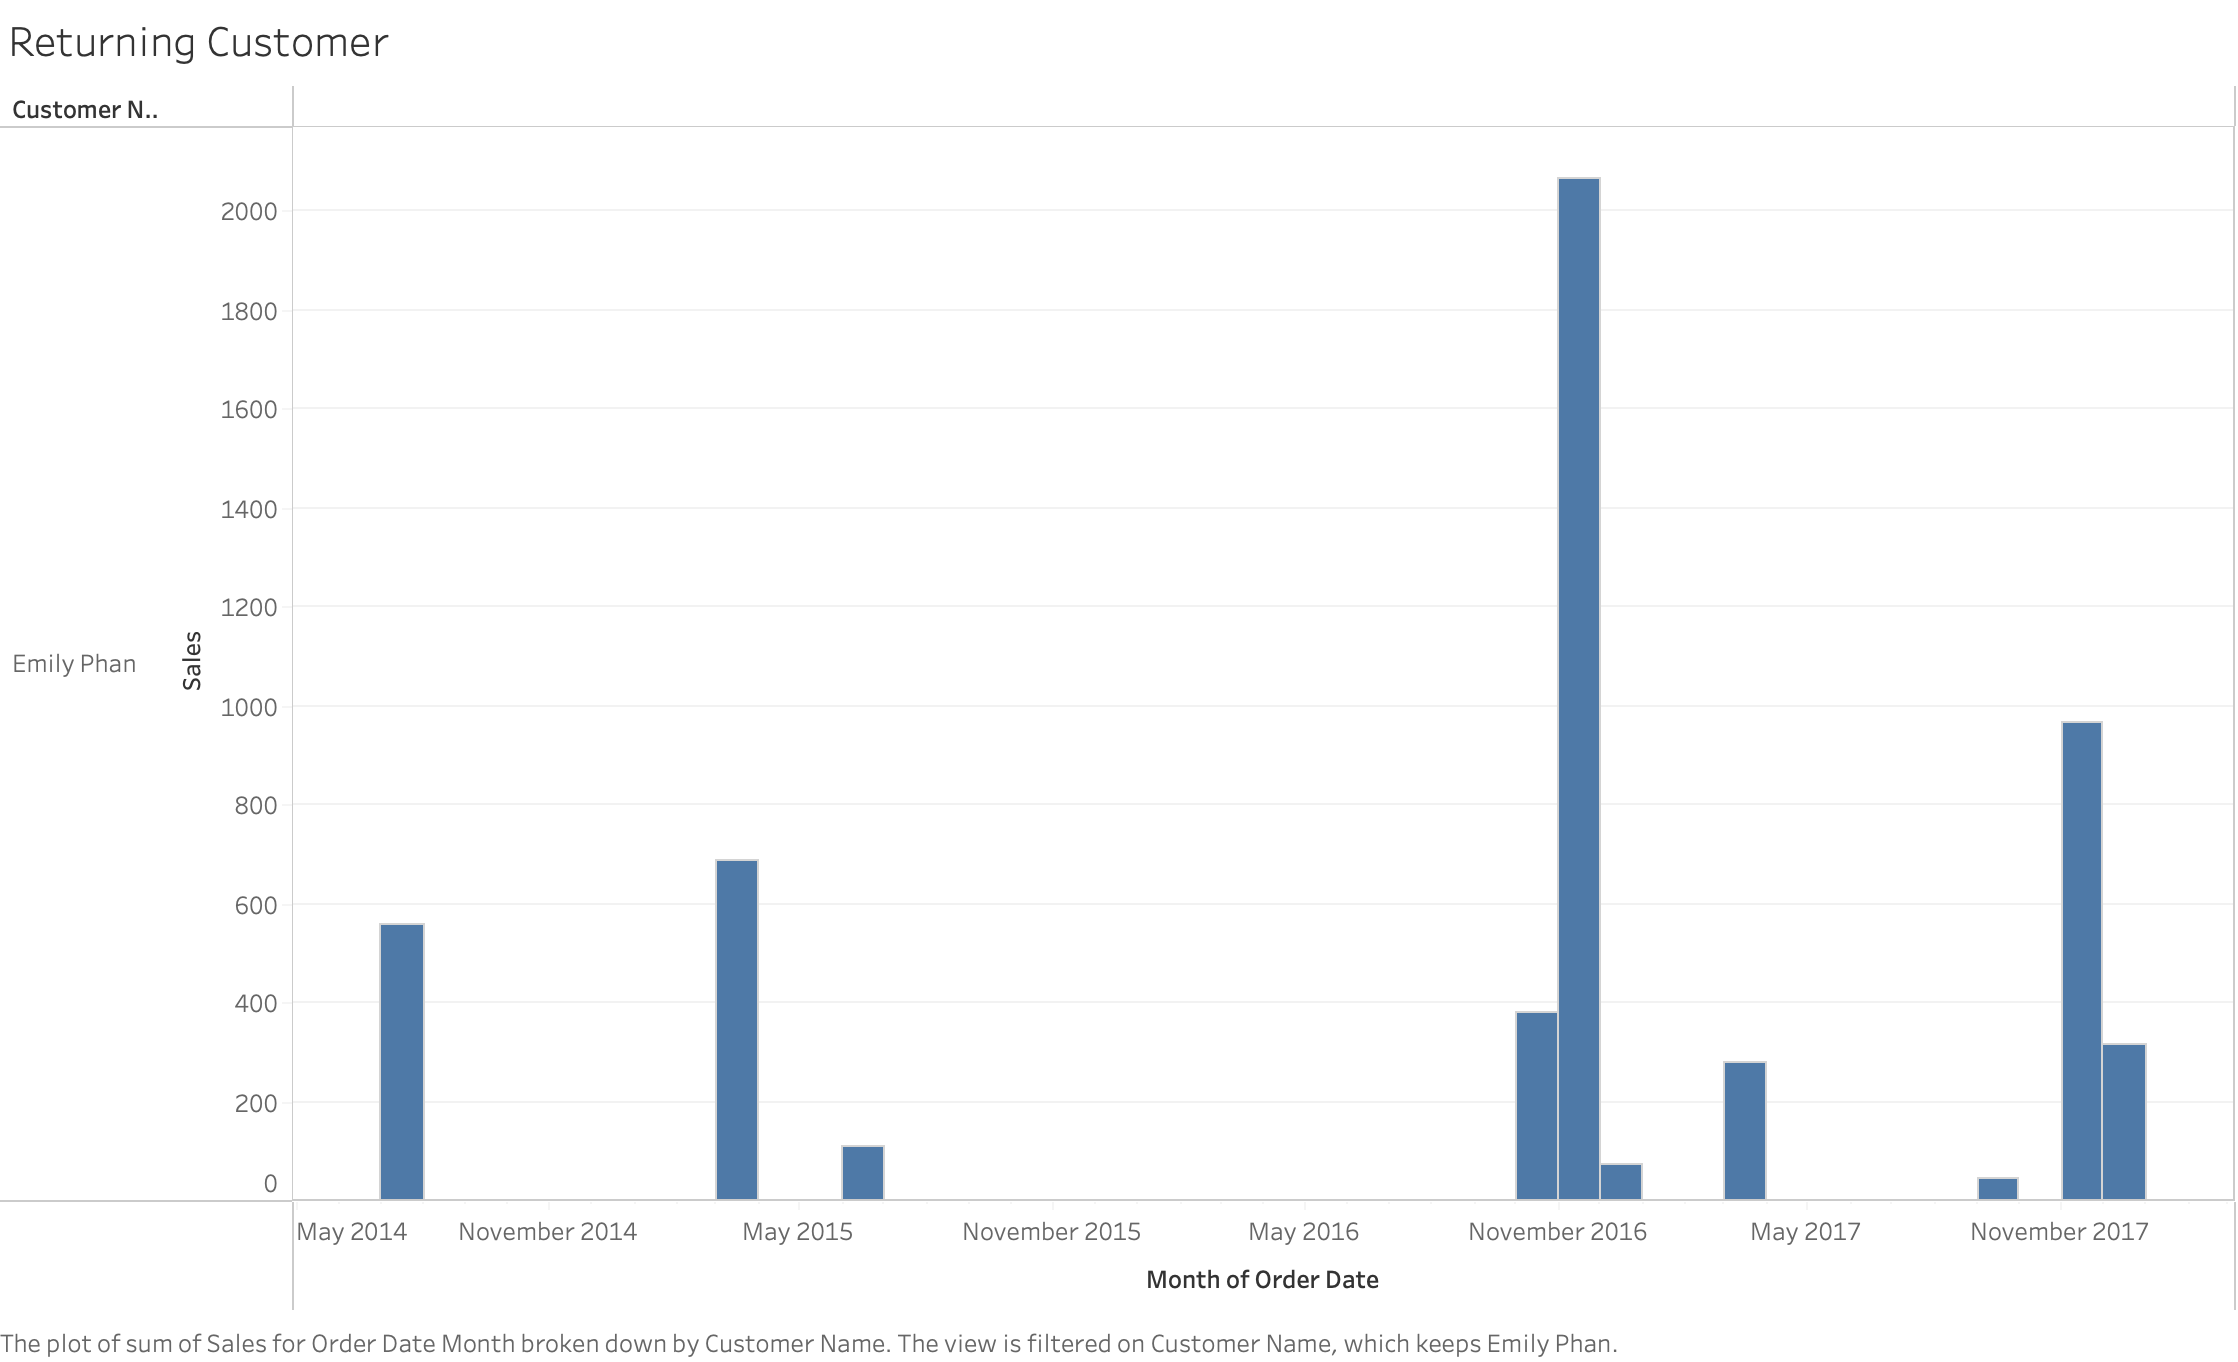 Returning Customer
Customer N..
2000
1800
1600
1400
1200
1000
800
600
400
200
0
Emily Phan
Sales
May 2014 November 2014 May 2015 November 2015 May 2016 November 2016 May 2017 November 2017
Month of Order Date
The plot of sum of Sales for Order Date Month broken down by Customer Name. The view is filtered on Customer Name, which keeps Emily Phan.